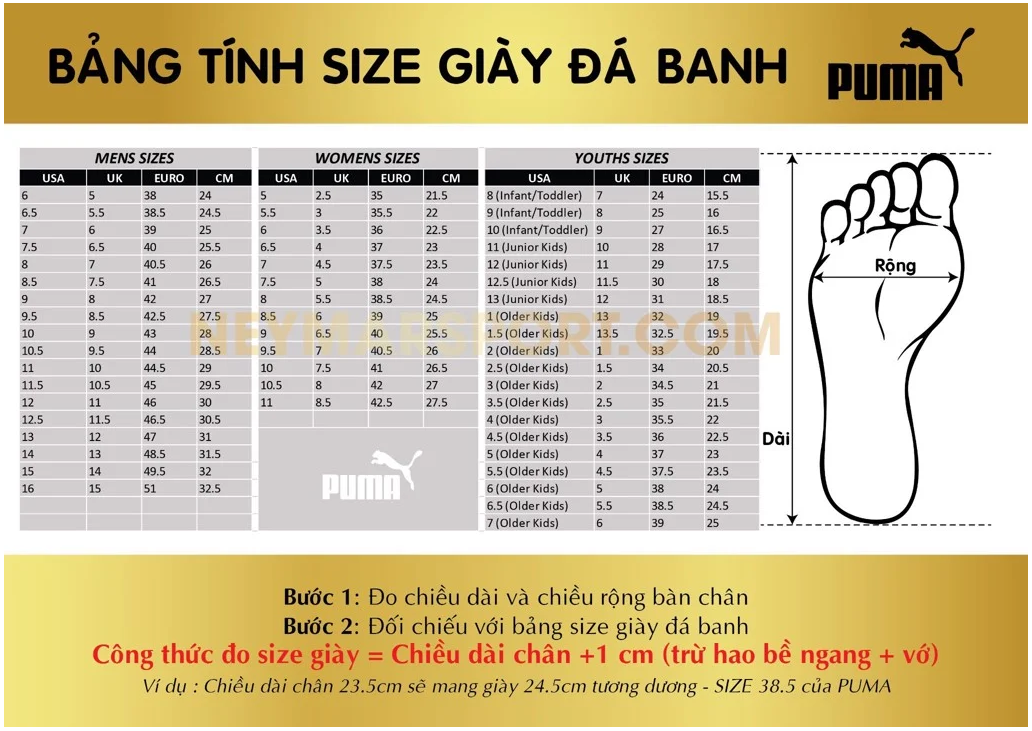 BẢNG TÍNH SIZE GIÀY ĐÁ BANH PUMA
MENS SIZES WOMENS SIZES YOUTHS SIZES
USA UK EURO CM USA UK EURO CM USA UK EURO CM
6 5 38 24 5 2.5 35 21.5 8 (Infant/Toddler) 7 24 15.5
6.5 5.5 38.5 24.5 5.5 3 35.5 22 9 (Infant/Toddler) 8 25 16
7 6 39 25 6 3.5 36 22.5 10 (Infant/Toddler) 9 27 16.5
7.5 6.5 40 25.5 6.5 4 37 23 11 (Junior Kids) 10 28 17
8 7 40.5 26 7 4.5 37.5 23.5 12 (Junior Kids) 11 29 17.5
8.5 7.5 41 26.5 7.5 5 38 24 12.5 (Junior Kids) 11.5 30 18
9 8 42 27 8 5.5 38.5 24.5 13 (Junior Kids) 12 31 18.5
9.5 8.5 42.5 27.5 8.5 6 39 25 1 (Older Kids) 13 32 19
10 9 43 28 9 6.5 40 25.5 1.5 (Older Kids) 13.5 32.5 19.5
10.5 9.5 44 28.5 9.5 7 40.5 26 2 (Older Kids) 1 33 20
11 10 44.5 29 10 7.5 41 26.5 2.5 (Older Kids) 1.5 34 20.5
11.5 10.5 45 29.5 10.5 8 42 27 3 (Older Kids) 2 34.5 21
12 11 46 30 11 8.5 42.5 27.5 3.5 (Older Kids) 2.5 35 21.5
12.5 11.5 46.5 30.5 4 (Older Kids) 3 35.5 22
13 12 47 31 4.5 (Older Kids) 3.5 36 22.5
14 13 48.5 31.5 5 (Older Kids) 4 37 23
15 14 49.5 32 5.5 (Older Kids) 4.5 37.5 23.5
16 15 51 32.5 6 (Older Kids) 5 38 24
6.5 (Older Kids) 5.5 38.5 24.5
7 (Older Kids) 6 39 25
NEYMARSPORT.COM
PUMA
Rộng
Dài
Bước 1: Đo chiều dài và chiều rộng bàn chân
Bước 2: Đối chiếu với bảng size giày đá banh
Công thức đo size giày = Chiều dài chân +1 cm (trừ hao bề ngang + vớ)
Ví dụ : Chiều dài chân 23.5cm sẽ mang giày 24.5cm tương dương - SIZE 38.5 của PUMA